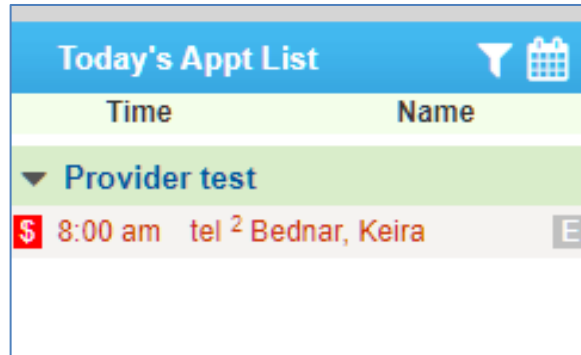 Today's Appt List
Time Name
Provider test
$ 8:00 am tel 2 Bednar, Keira E